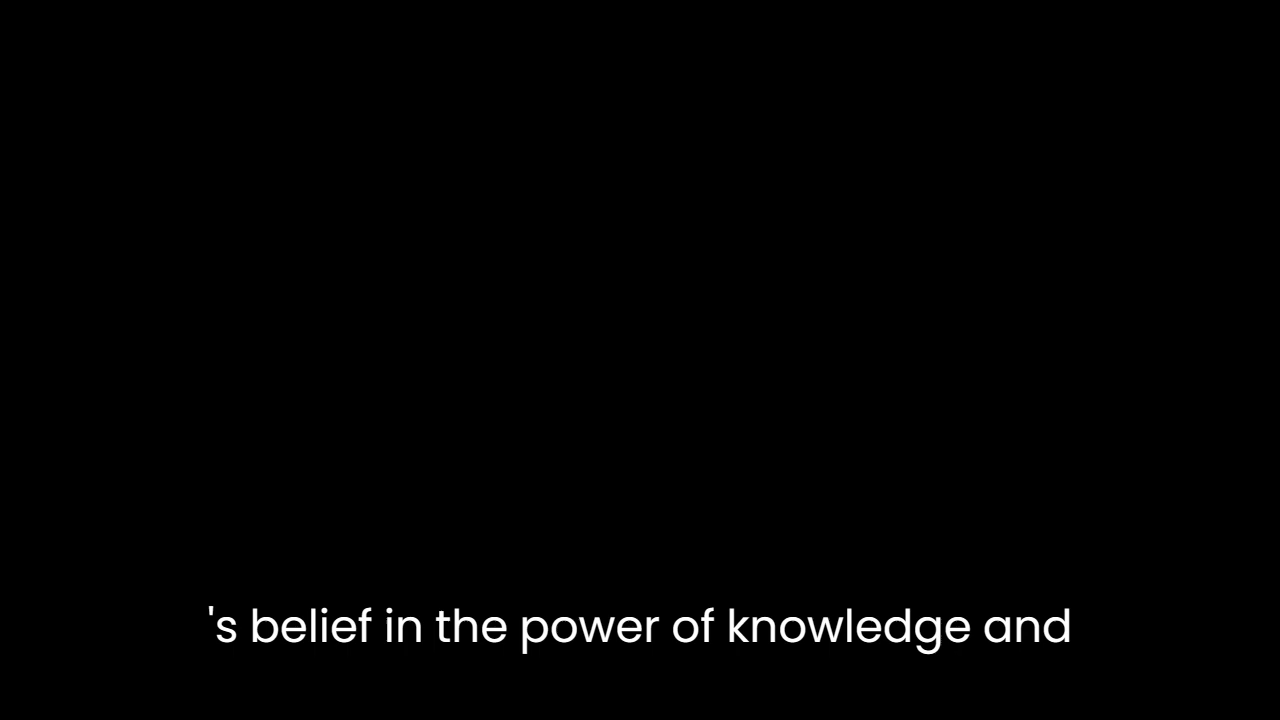 's belief in the power of knowledge and